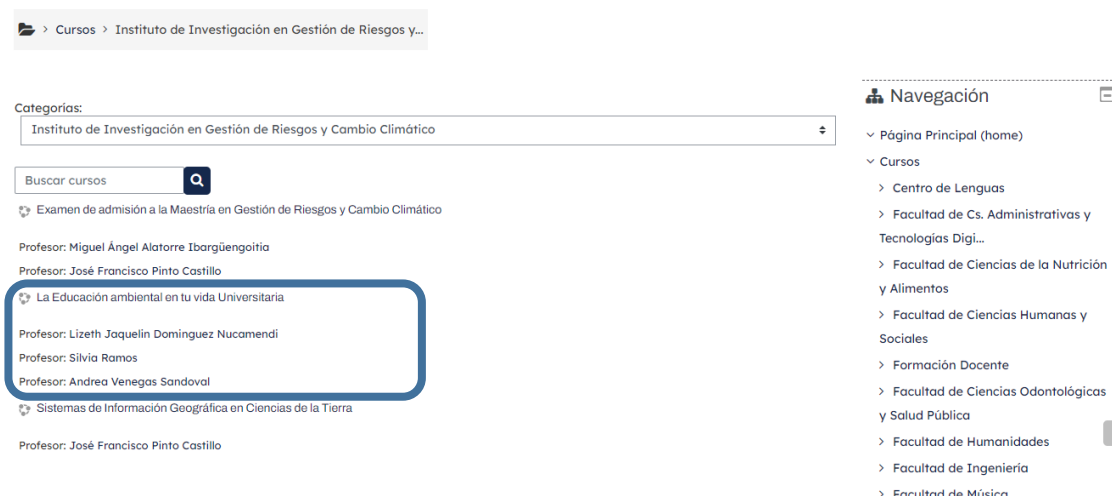 > Cursos > Instituto de Investigación en Gestión de Riesgos y...
Categorías:
Instituto de Investigación en Gestión de Riesgos y Cambio Climático
Buscar cursos
Examen de admisión a la Maestría en Gestión de Riesgos y Cambio Climático
Profesor: Miguel Ángel Alatorre Ibargüengoitia
Profesor: José Francisco Pinto Castillo
La Educación ambiental en tu vida Universitaria
Profesor: Lizeth Jaquelin Dominguez Nucamendi
Profesor: Silvia Ramos
Profesor: Andrea Venegas Sandoval
Sistemas de Información Geográfica en Ciencias de la Tierra
Profesor: José Francisco Pinto Castillo
Navegación
Página Principal (home)
Cursos
> Centro de Lenguas
> Facultad de Cs. Administrativas y
Tecnologías Digi...
> Facultad de Ciencias de la Nutrición
y Alimentos
> Facultad de Ciencias Humanas y
Sociales
> Formación Docente
> Facultad de Ciencias Odontológicas
y Salud Pública
> Facultad de Humanidades
> Facultad de Ingeniería
> Facultad de Música